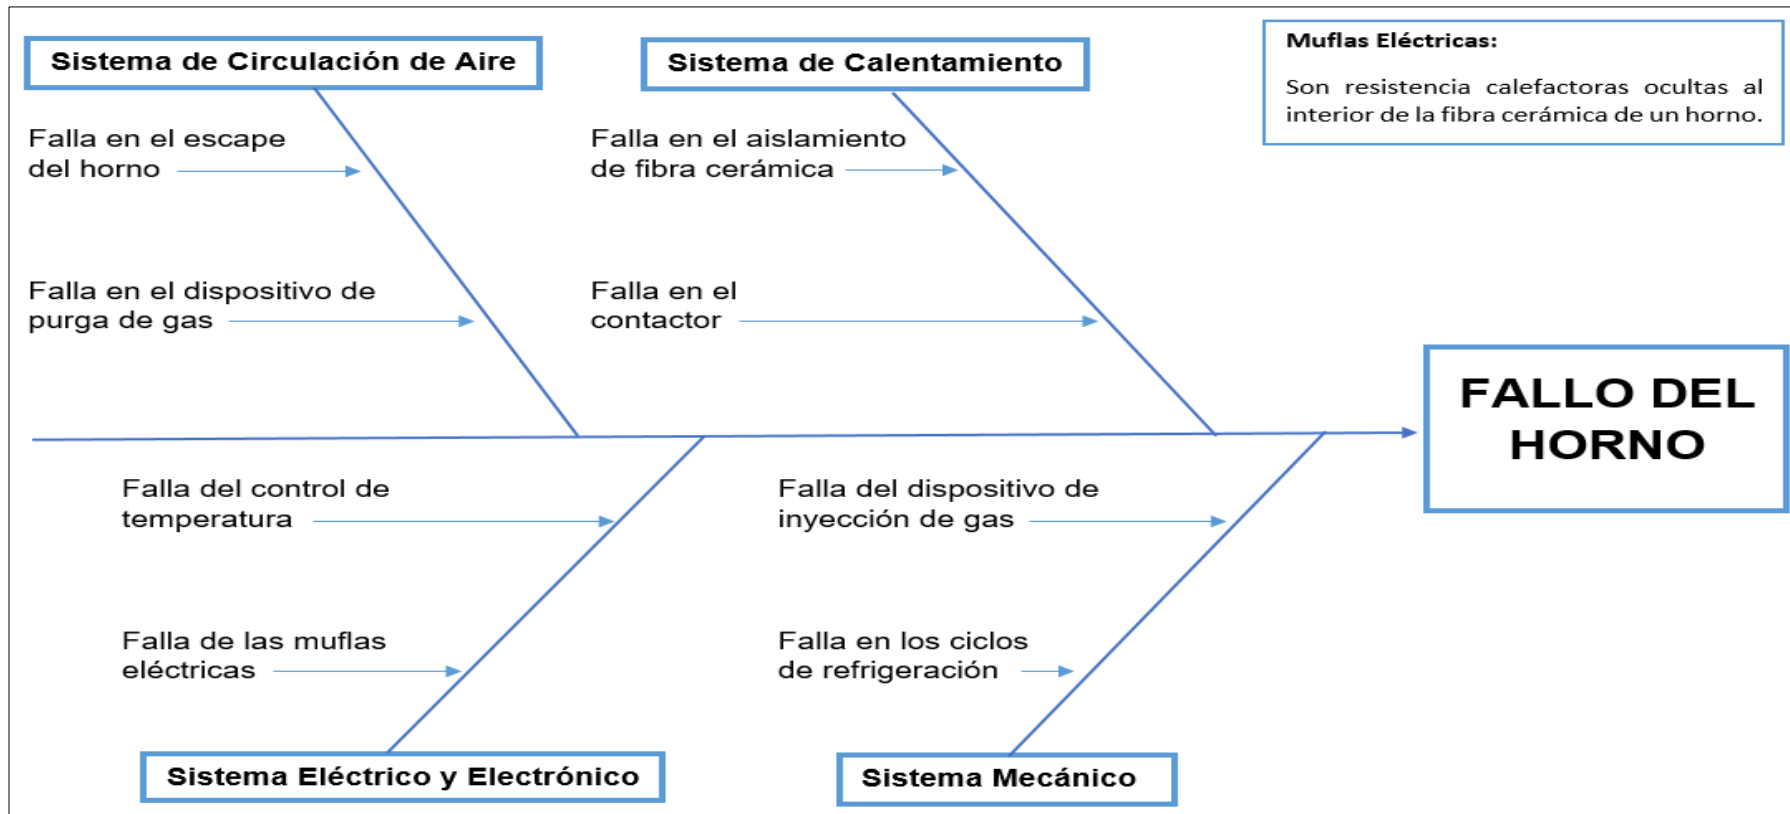 Sistema de Circulación de Aire
Sistema de Calentamiento
Muflas Eléctricas:
Son resistencia calefactoras ocultas al
interior de la fibra cerámica de un horno.
Falla en el escape
del horno
Falla en el aislamiento
de fibra cerámica
Falla en el dispositivo de
purga de gas
Falla en el
contactor
FALLO DEL
HORNO
Falla del control de
temperatura
Falla del dispositivo de
inyección de gas
Falla de las muflas
eléctricas
Falla en los ciclos
de refrigeración
Sistema Eléctrico y Electrónico
Sistema Mecánico